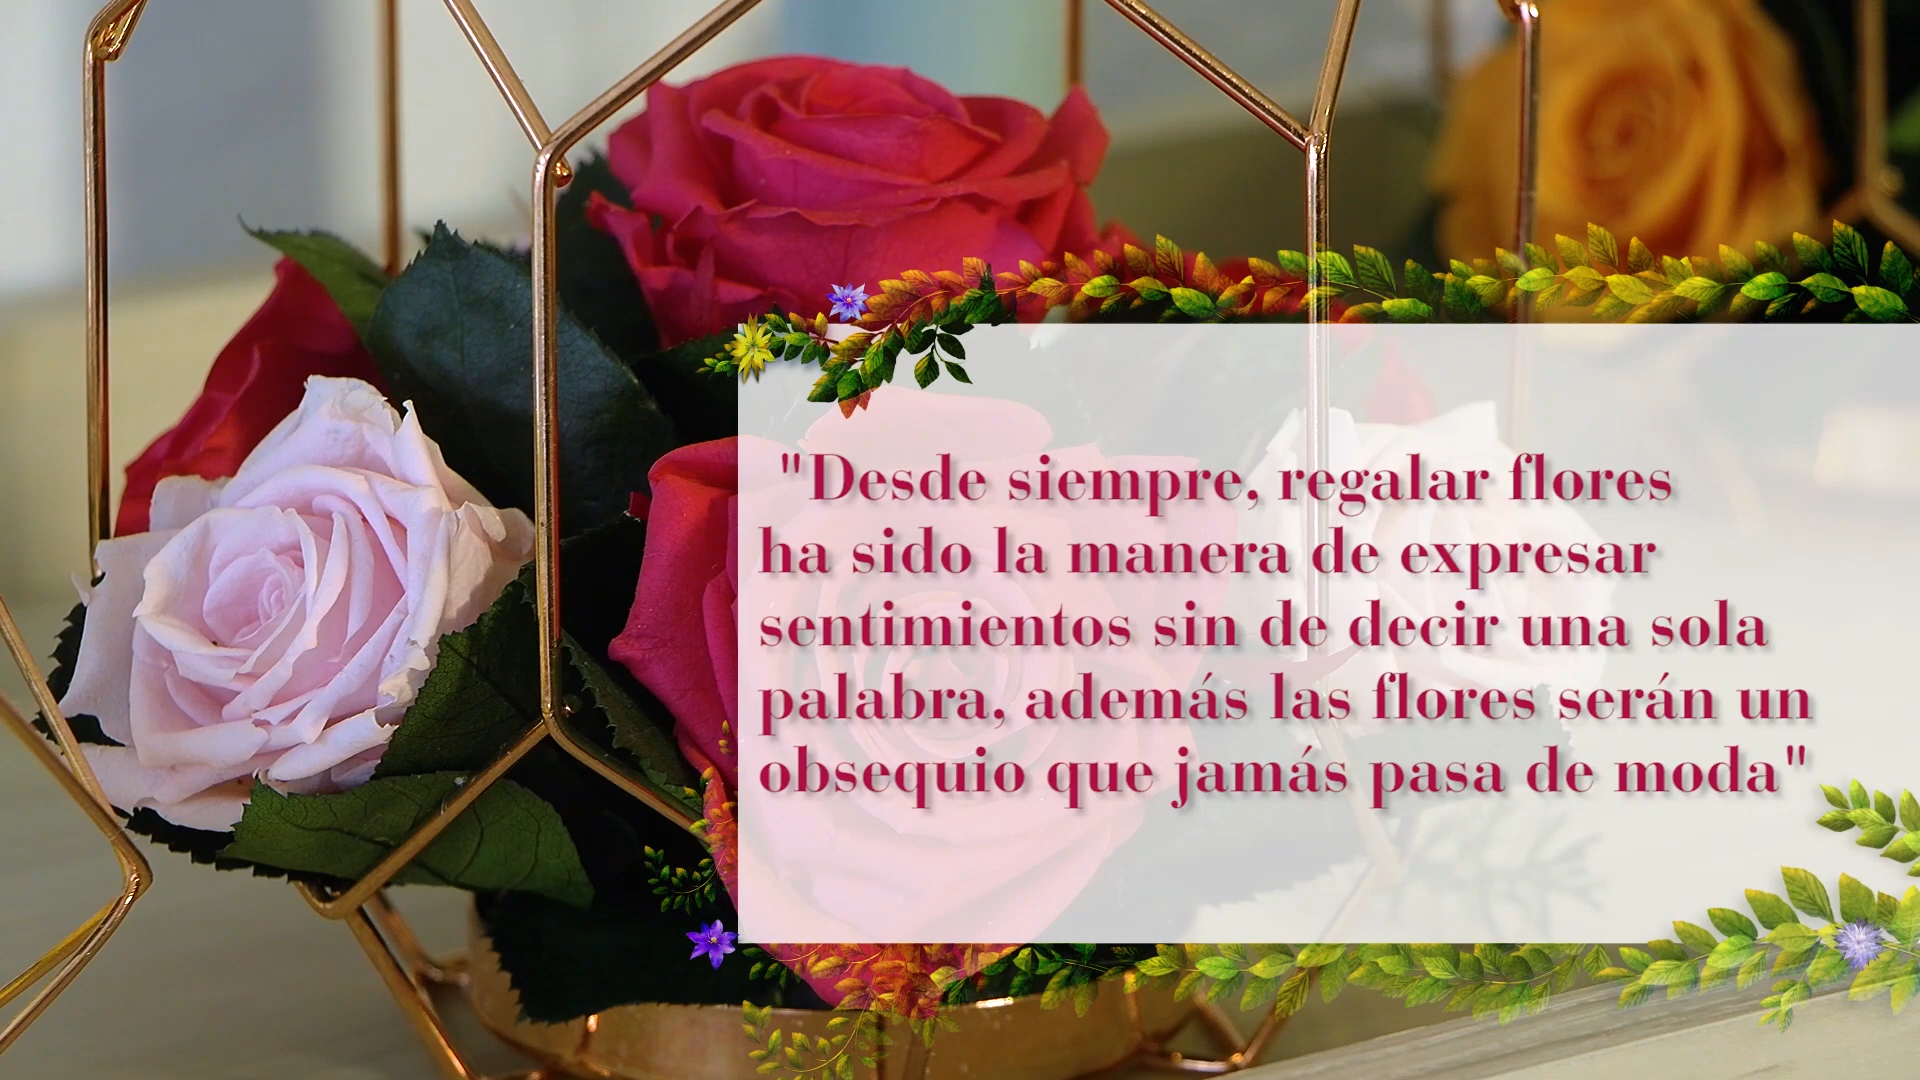 "Desde siempre, regalar flores
ha sido la manera de expresar
sentimientos sin de decir una sola
palabra, además las flores serán un
obsequio que jamás pasa de moda"